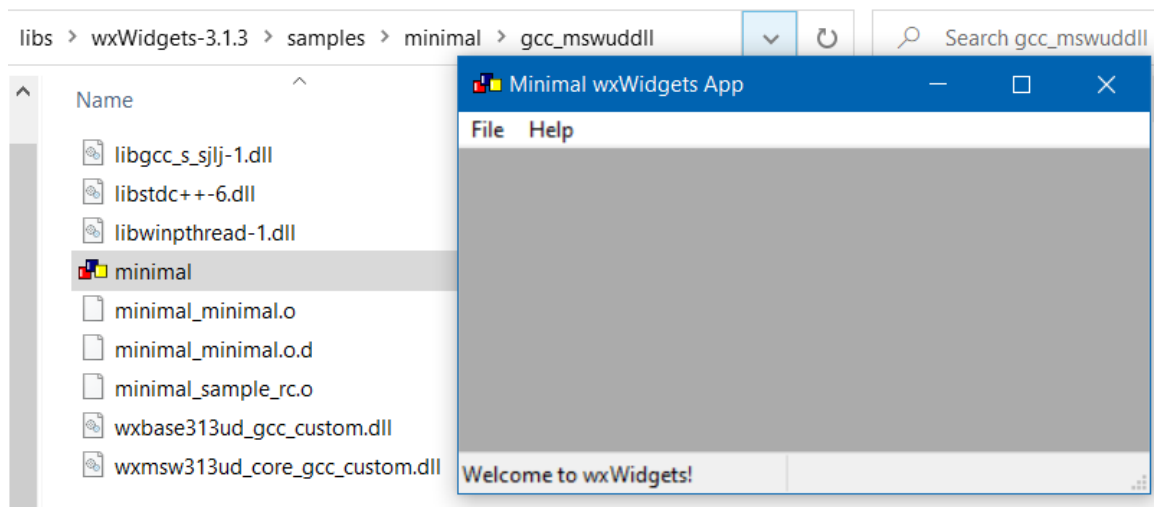 libs > wxWidgets-3.1.3 > samples > minimal > gcc_mswuddll
Search gcc_mswuddll
Name
libgcc_s_sjlj-1.dll
libstdc++-6.dll
libwinpthread-1.dll
minimal
minimal_minimal.o
minimal_minimal.o.d
minimal_sample_rc.o
wxbase313ud_gcc_custom.dll
wxmsw313ud_core_gcc_custom.dll
Minimal wxWidgets App
File Help
Welcome to wxWidgets!